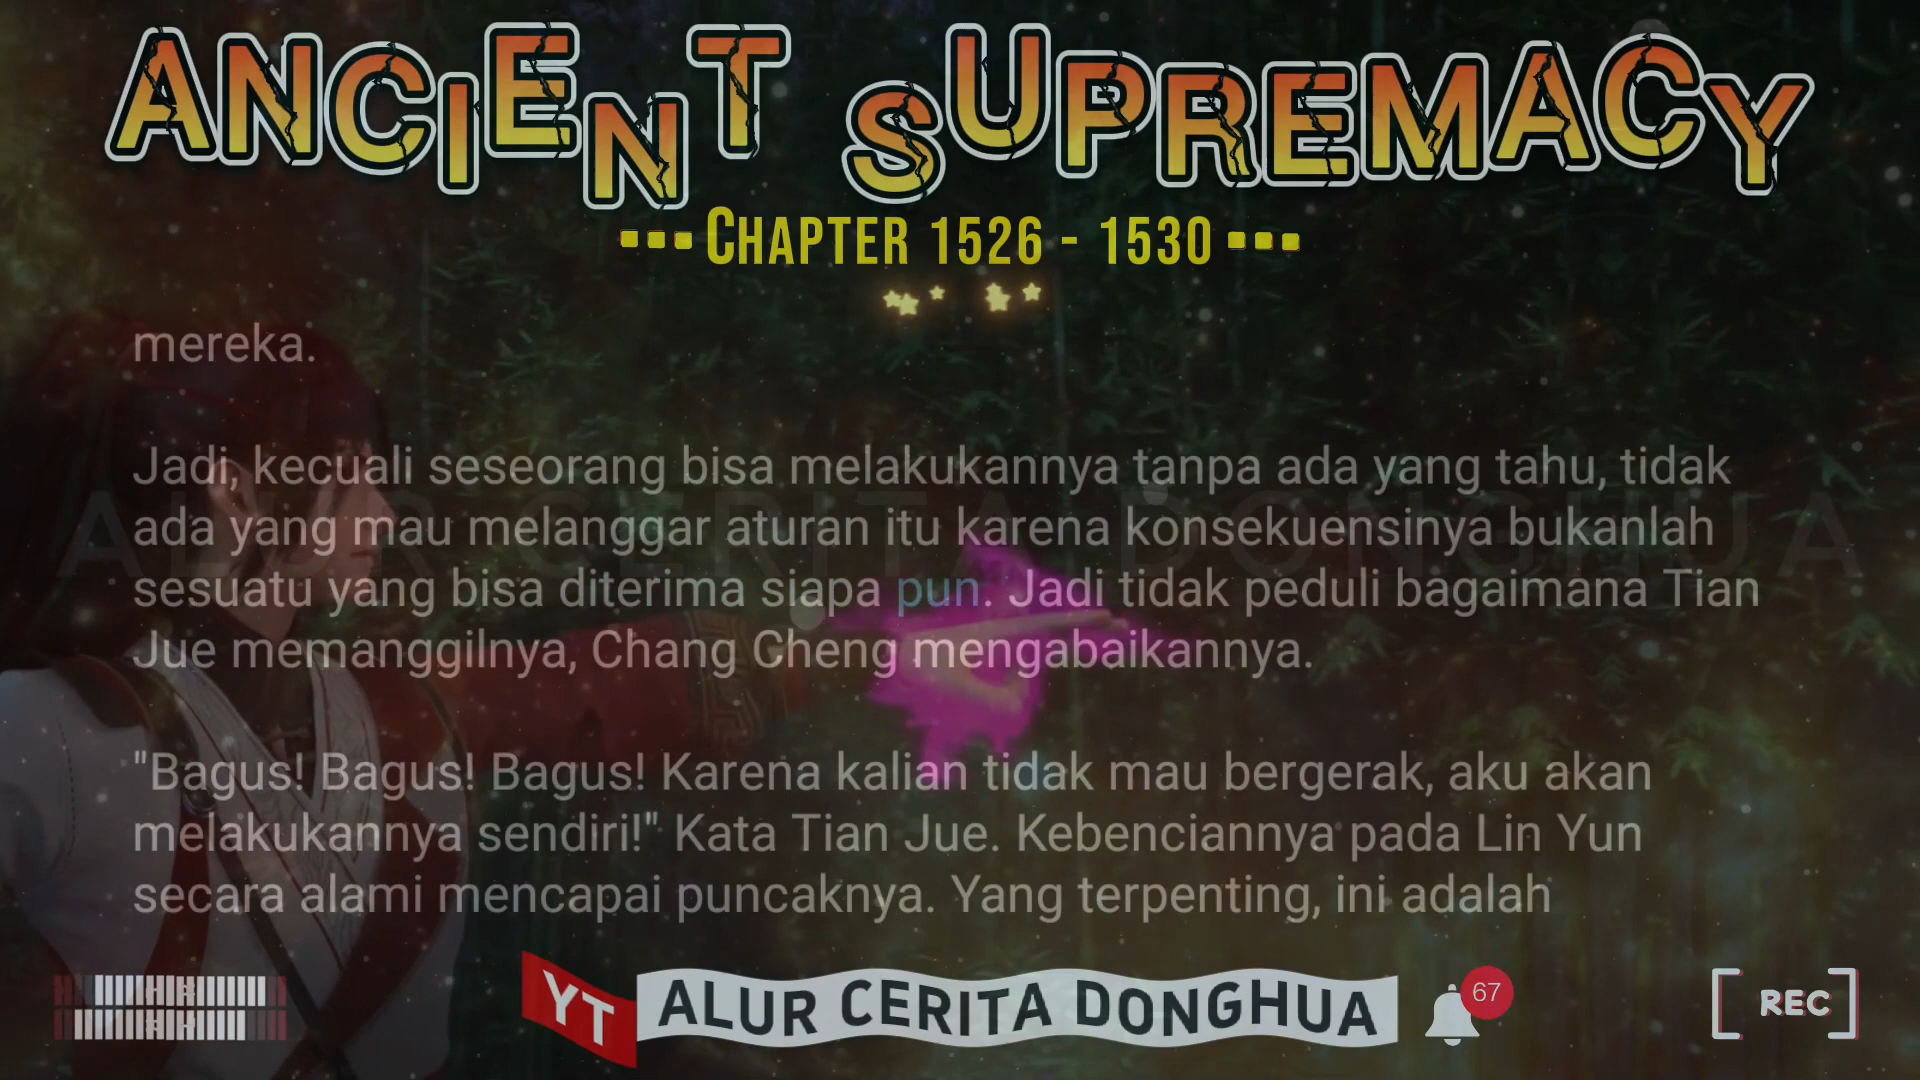 ANCIENT SUPREMACY
CHAPTER 1526 - 1530
mereka.
Jadi, kecuali seseorang bisa melakukannya tanpa ada yang tahu, tidak
ada yang mau melanggar aturan itu karena konsekuensinya bukanlah
sesuatu yang bisa diterima siapa pun. Jadi tidak peduli bagaimana Tian
Jue memanggilnya, Chang Cheng mengabaikannya.
"Bagus! Bagus! Bagus! Karena kalian tidak mau bergerak, aku akan
melakukannya sendiri!" Kata Tian Jue. Kebenciannya pada Lin Yun
secara alami mencapai puncaknya. Yang terpenting, ini adalah
ALUR CERITA DONGHUA
YT ALUR CERITA DONGHUA 67
REC